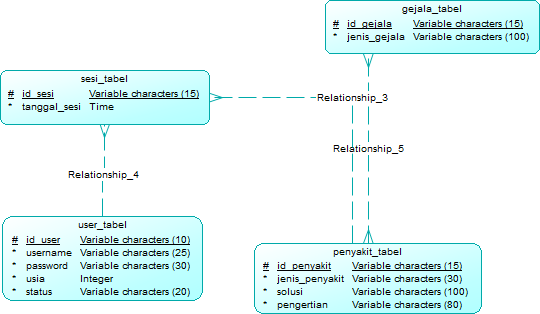 gejala_tabel
# id_gejala Variable characters (15)
* jenis_gejala Variable characters (100)
sesi_tabel
# id_sesi Variable characters (15)
* tanggal_sesi Time
Relationship_3
Relationship_5
Relationship_4
user_tabel
# id_user Variable characters (10)
* username Variable characters (25)
* password Variable characters (30)
* usia Integer
* status Variable characters (20)
penyakit_tabel
# id_penyakit Variable characters (15)
* jenis_penyakit Variable characters (30)
* solusi Variable characters (100)
* pengertian Variable characters (80)